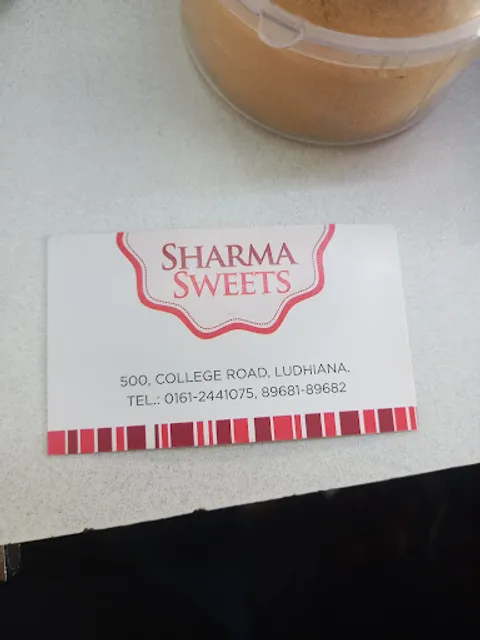 SHARMA
SWEETS
500, COLLEGE ROAD, LUDHIANA.
TEL.: 0161-2441075, 89681-89682